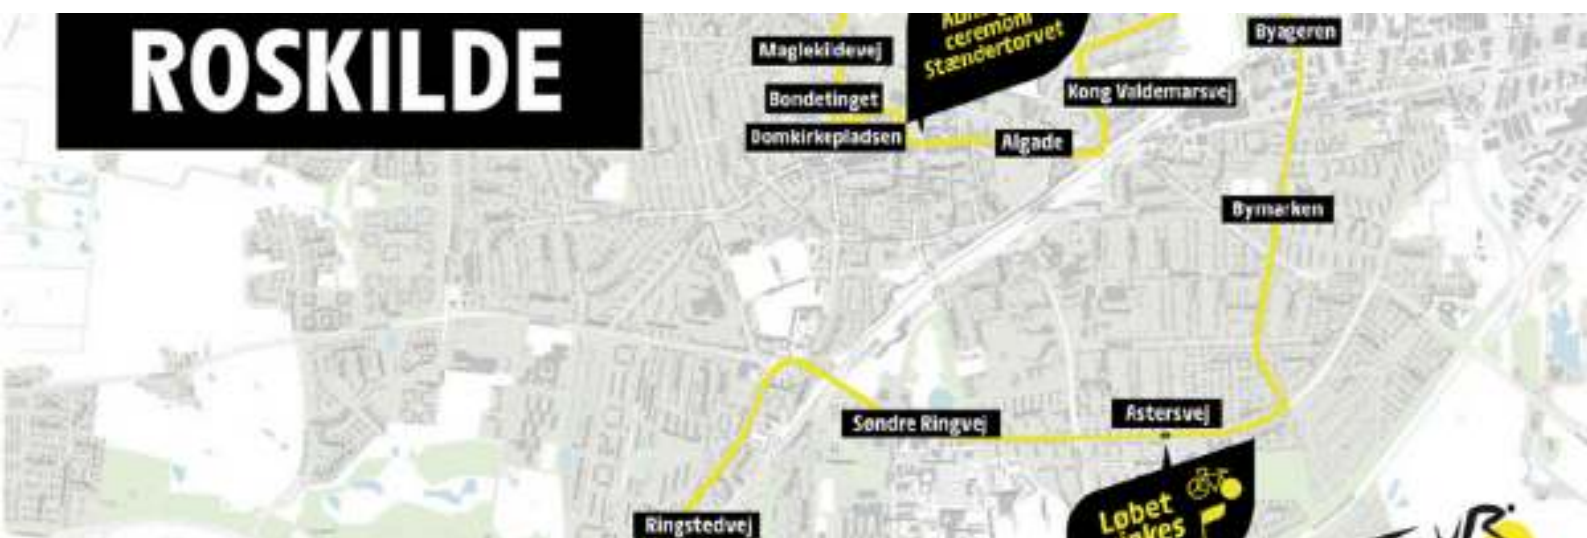 ROSKILDE
ceremoni
Stændertorvet
Byageren
Maglekildevej
Kong Valdemarsvej
Bondetinget
Domkirkepladsen
Algade
Bymarken
Søndre Ringvej
Astersvej
Løbet
Ringstedvej